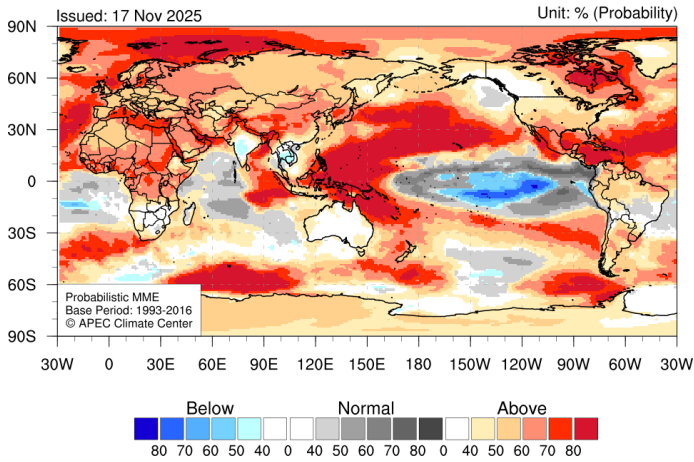 Issued: 17 Nov 2025
Unit: % (Probability)
90N
60N
30N
0
30S
60S
90S
Probabilistic MME
Base Period: 1993-2016
© APEC Climate Center
30W 0 30E 60E 90E 120E 150E 180 150W 120W 90W 60W 30W
Below Normal Above
80 70 60 50 40 0 40 50 60 70 80 0 40 50 60 70 80